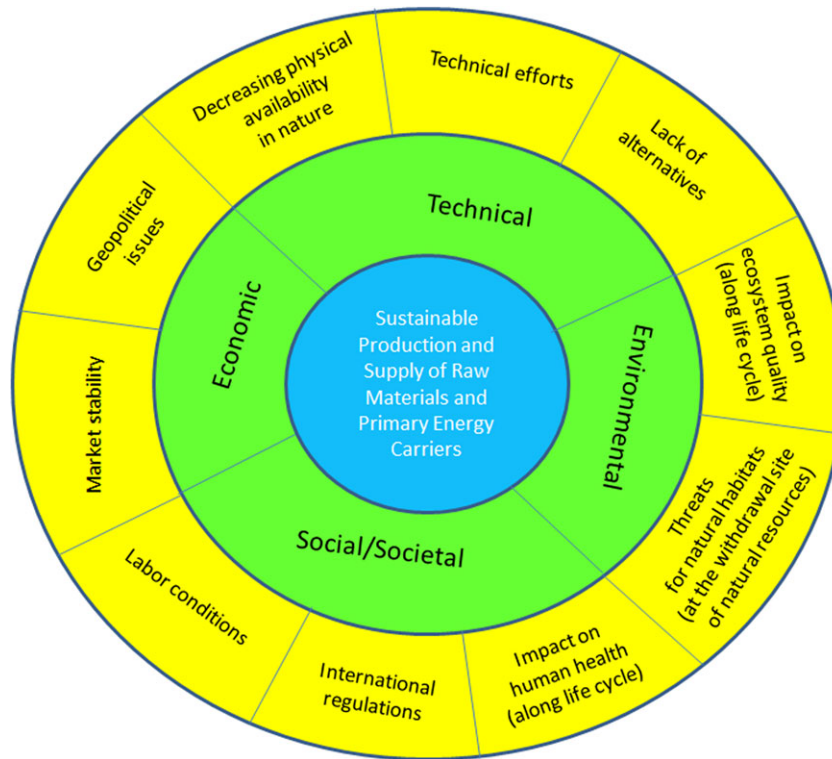 Decreasing physical
availability
in nature
Technical efforts
Lack of
alternatives
Geopolitical
issues
Technical
Impact on
ecosystem quality
(along life cycle)
Economic
Sustainable
Production and
Supply of Raw
Materials and
Primary Energy
Carriers
Environmental
Market stability
Threats
for natural habitats
(at the withdrawal site
of natural resources)
Social/Societal
Labor conditions
International
regulations
Impact on
human health
(along life cycle)